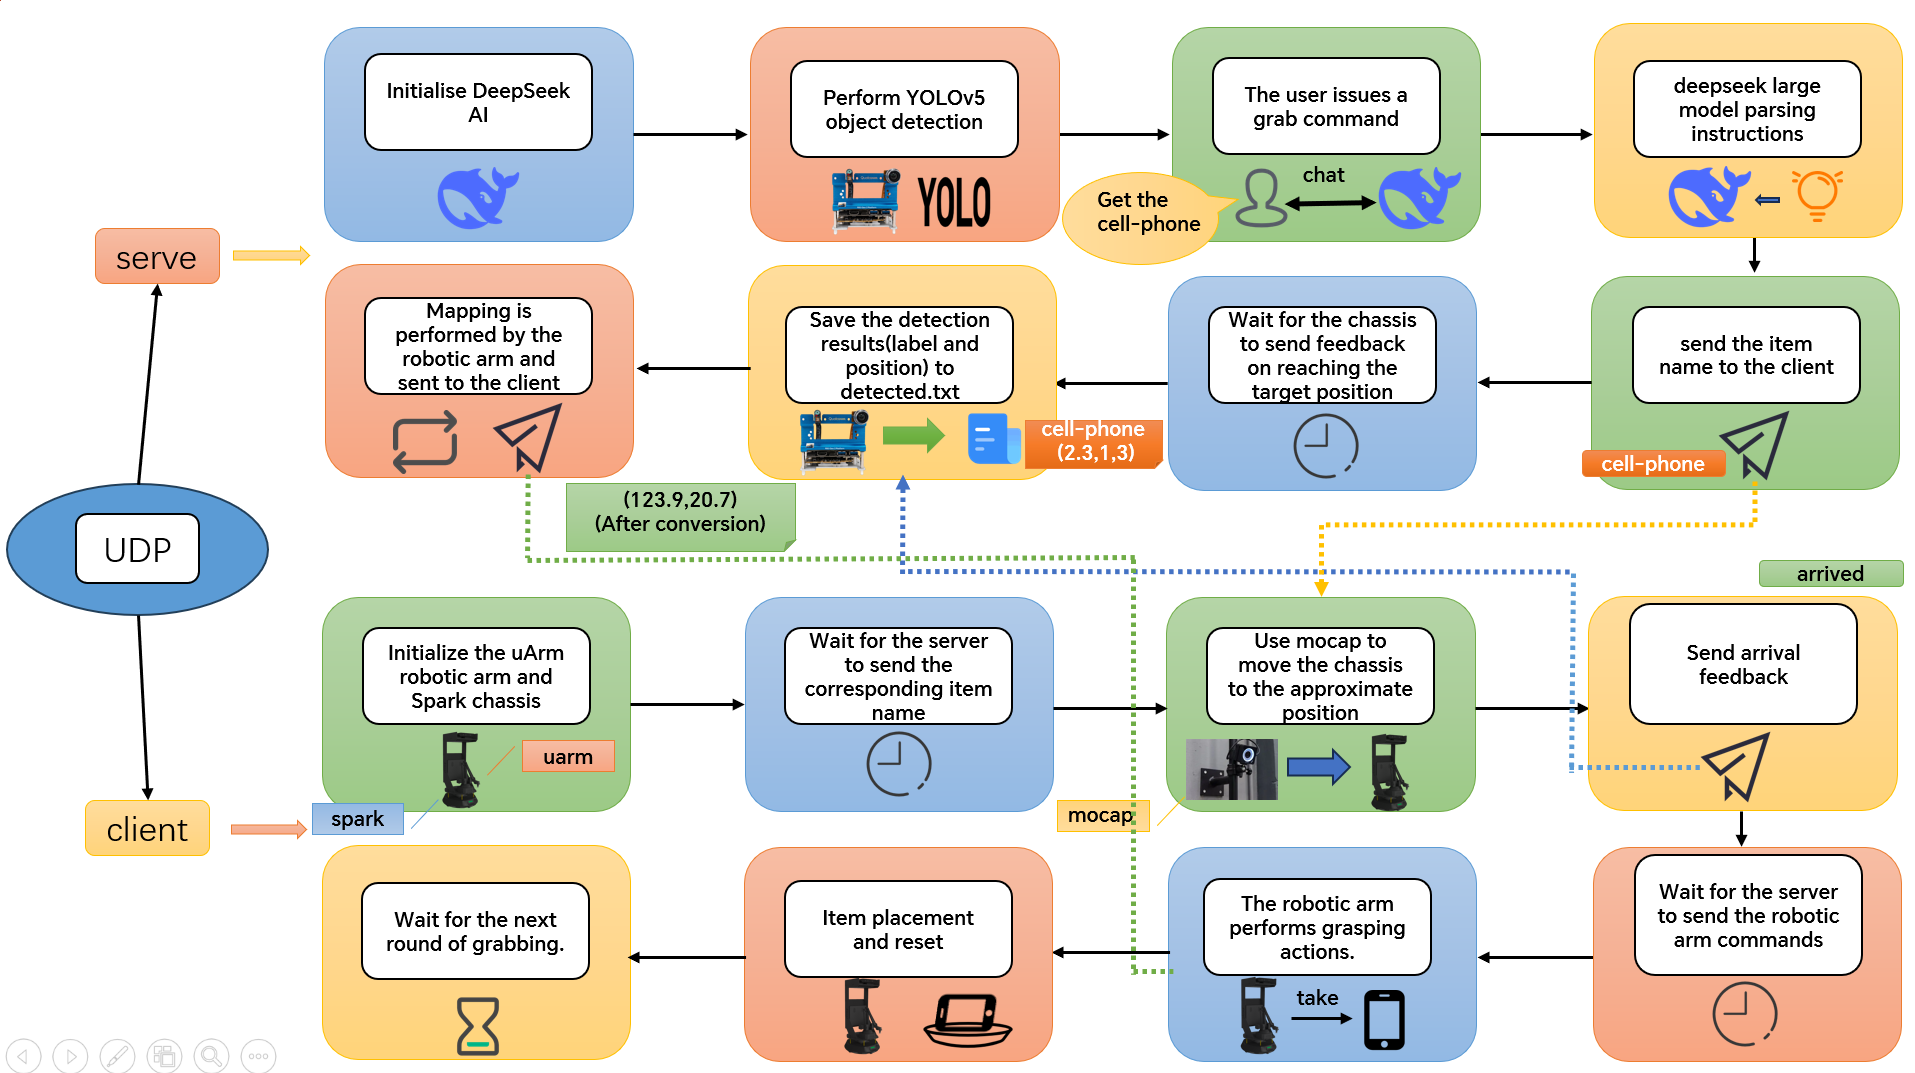 Initialise DeepSeek
AI
Perform YOLOv5
object detection
YOLO
The user issues a
grab command
chat
Get the
cell-phone
deepseek large
model parsing
instructions
serve
Mapping is
performed by the
robotic arm and
sent to the client
Save the detection
results(label and
position) to
detected.txt
cell-phone
(2.3,1,3)
Wait for the chassis
to send feedback
on reaching the
target position
send the item
name to the client
cell-phone
(123.9,20.7)
(After conversion)
UDP
arrived
Initialize the uArm
robotic arm and
Spark chassis
uarm
spark
Wait for the server
to send the
corresponding item
name
Use mocap to
move the chassis
to the approximate
position
mocap
Send arrival
feedback
client
Wait for the next
round of grabbing.
Item placement
and reset
The robotic arm
performs grasping
actions.
take
Wait for the server
to send the robotic
arm commands